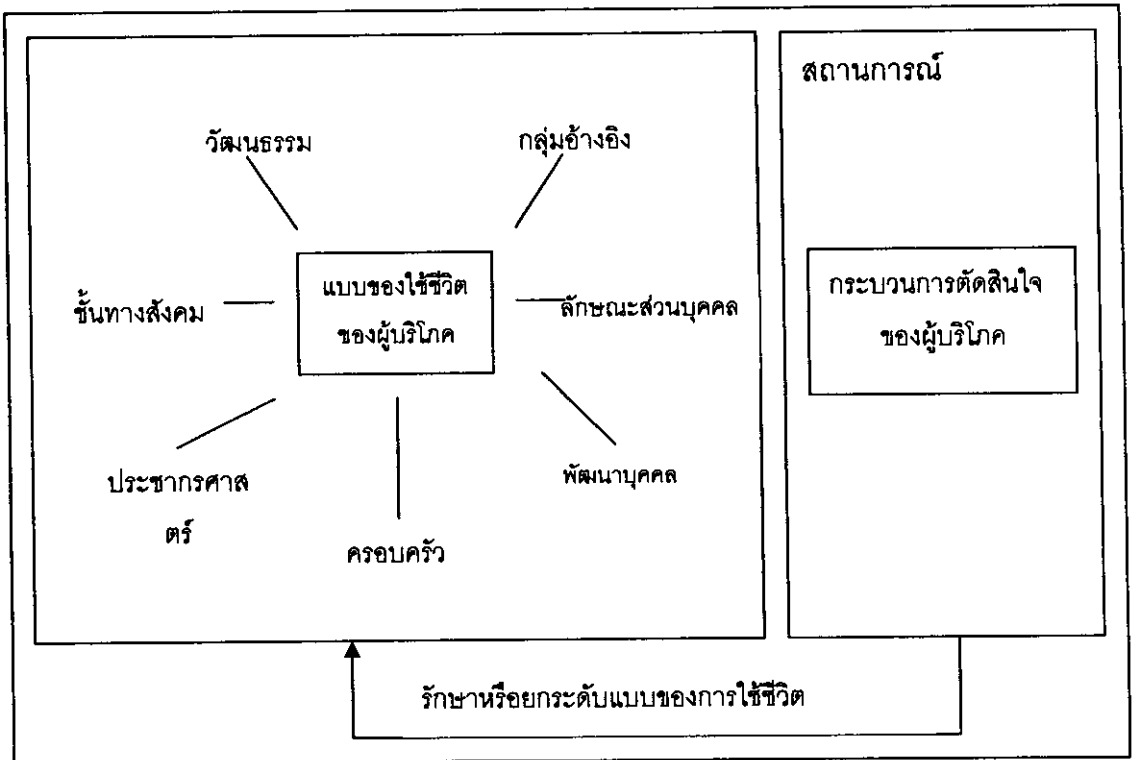 สถานการณ์
วัฒนธรรม
กลุ่มอ้างอิง
แบบของใช้ชีวิต
ของผู้บริโภค
กระบวนการตัดสินใจ
ของผู้บริโภค
ชั้นทางสังคม
ลักษณะส่วนบุคคล
ประชากรศาส
ตร์
พัฒนาบุคคล
ครอบครัว
รักษาหรือยกระดับแบบของการใช้ชีวิต